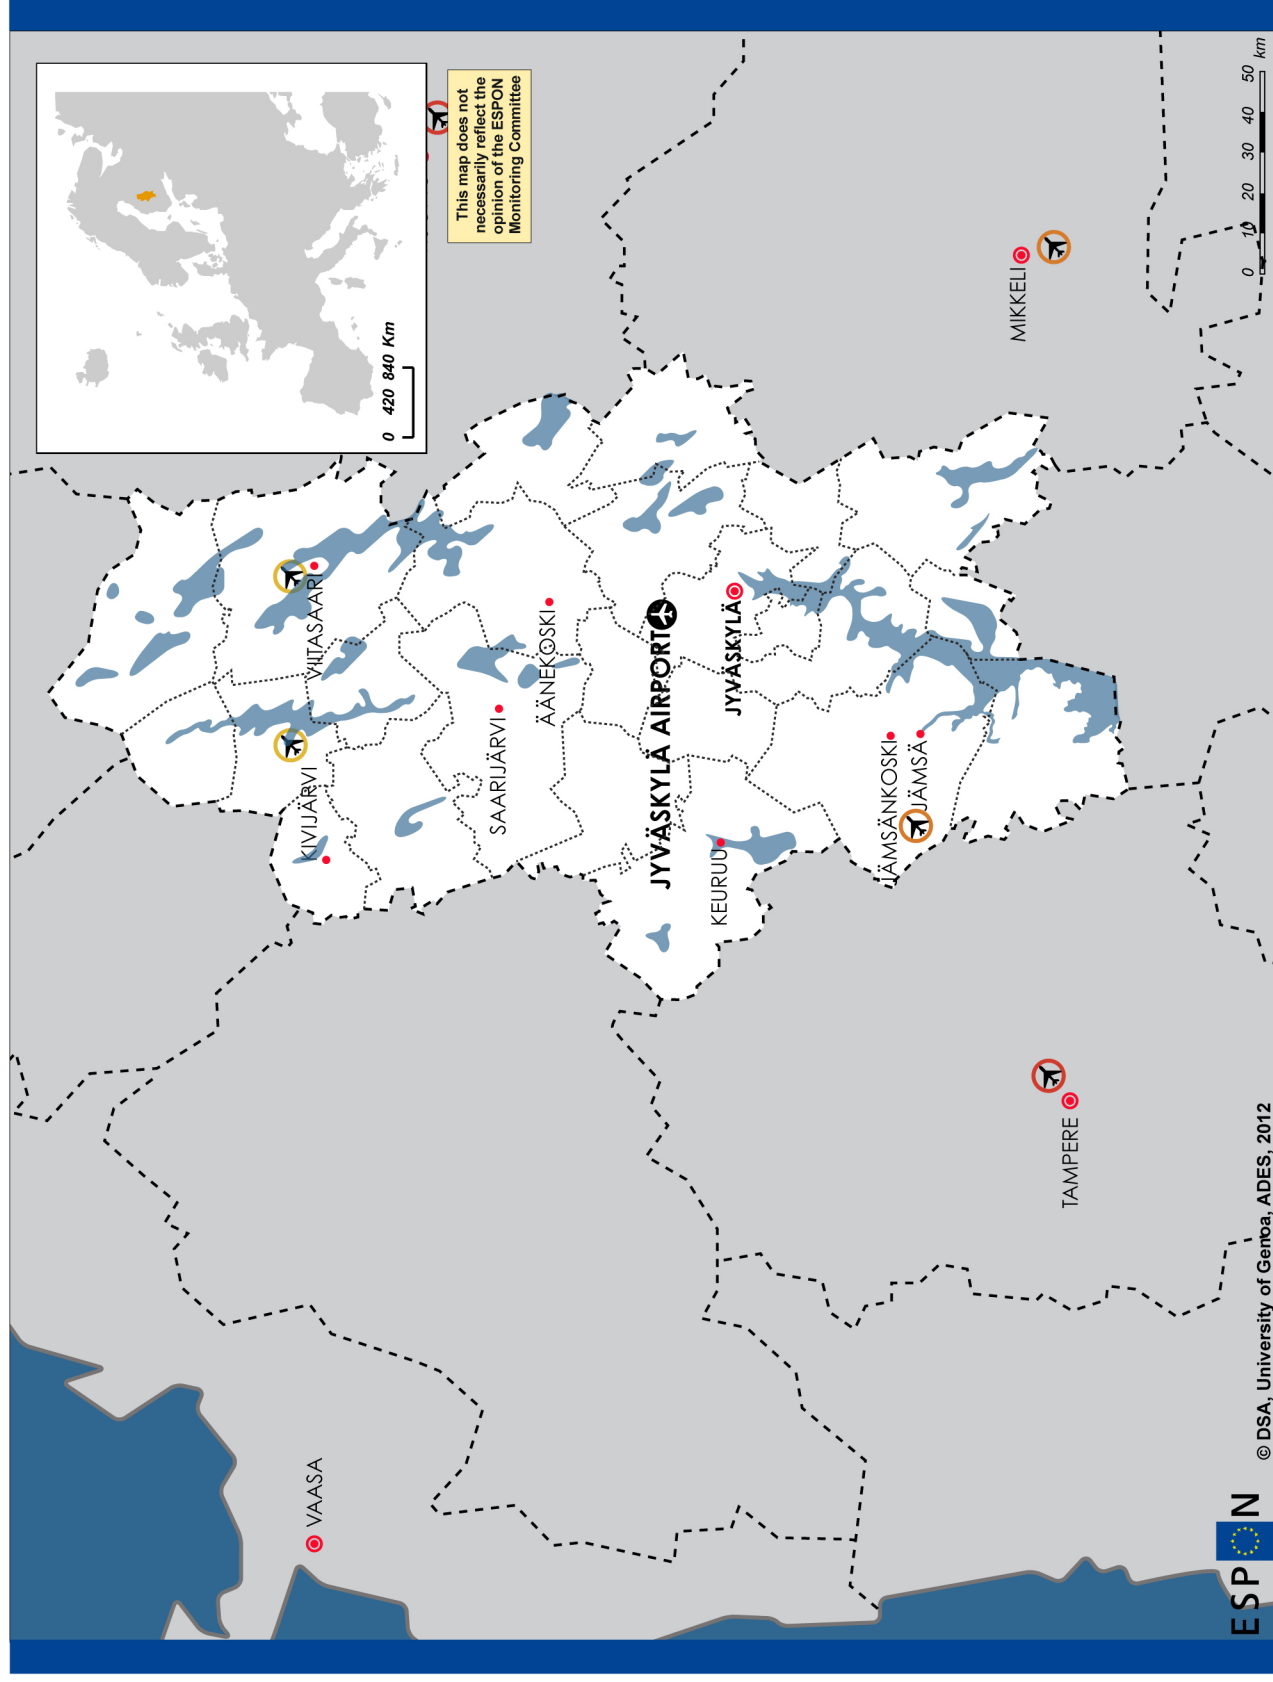 This map does not
necessarily reflect the
opinion of the ESPON
Monitoring Committee
0 420 840 Km
VIITASAARI
KIVIJÄRVI
ÄÄNEKOSKI
SAARIJÄRVI
JYVÄSKYLÄ AIRPORT
JYVÄSKYLÄ
KEURUU
JÄMSÄNKOSKI
JÄMSÄ
MIKKELI
TAMPERE
VAASA
0 10 20 30 40 50 km
ESPON
© DSA, University of Genoa, ADES, 2012